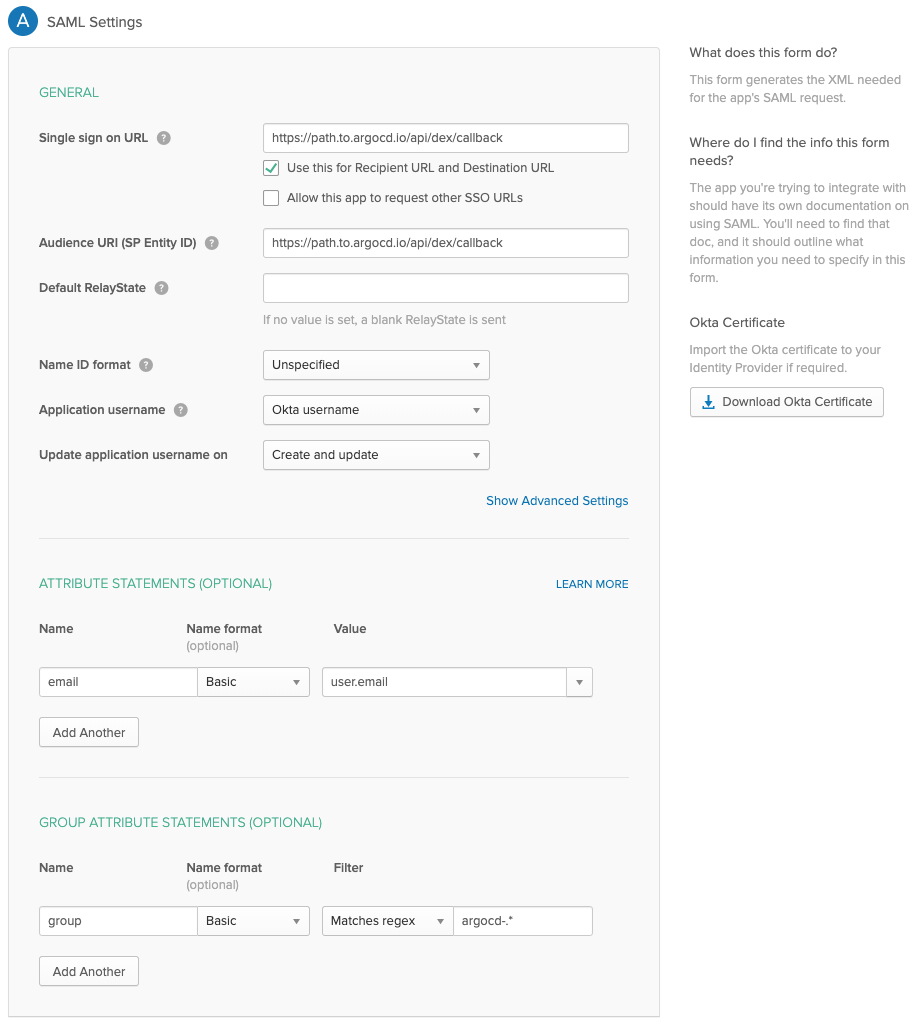 A SAML Settings
GENERAL
Single sign on URL ?
https://path.to.argocd.io/api/dex/callback
Use this for Recipient URL and Destination URL
Allow this app to request other SSO URLs
Audience URI (SP Entity ID) ?
https://path.to.argocd.io/api/dex/callback
Default RelayState ?
If no value is set, a blank RelayState is sent
Name ID format ?
Unspecified
Application username ?
Okta username
Update application username on
Create and update
Show Advanced Settings
ATTRIBUTE STATEMENTS (OPTIONAL)
LEARN MORE
Name
Name format
(optional)
Value
email
Basic
user.email
Add Another
GROUP ATTRIBUTE STATEMENTS (OPTIONAL)
Name
Name format
(optional)
Filter
group
Basic
Matches regex
argocd-.*
Add Another
What does this form do?
This form generates the XML needed
for the app's SAML request.
Where do I find the info this form
needs?
The app you're trying to integrate with
should have its own documentation on
using SAML. You'll need to find that
doc, and it should outline what
information you need to specify in this
form.
Okta Certificate
Import the Okta certificate to your
Identity Provider if required.
Download Okta Certificate